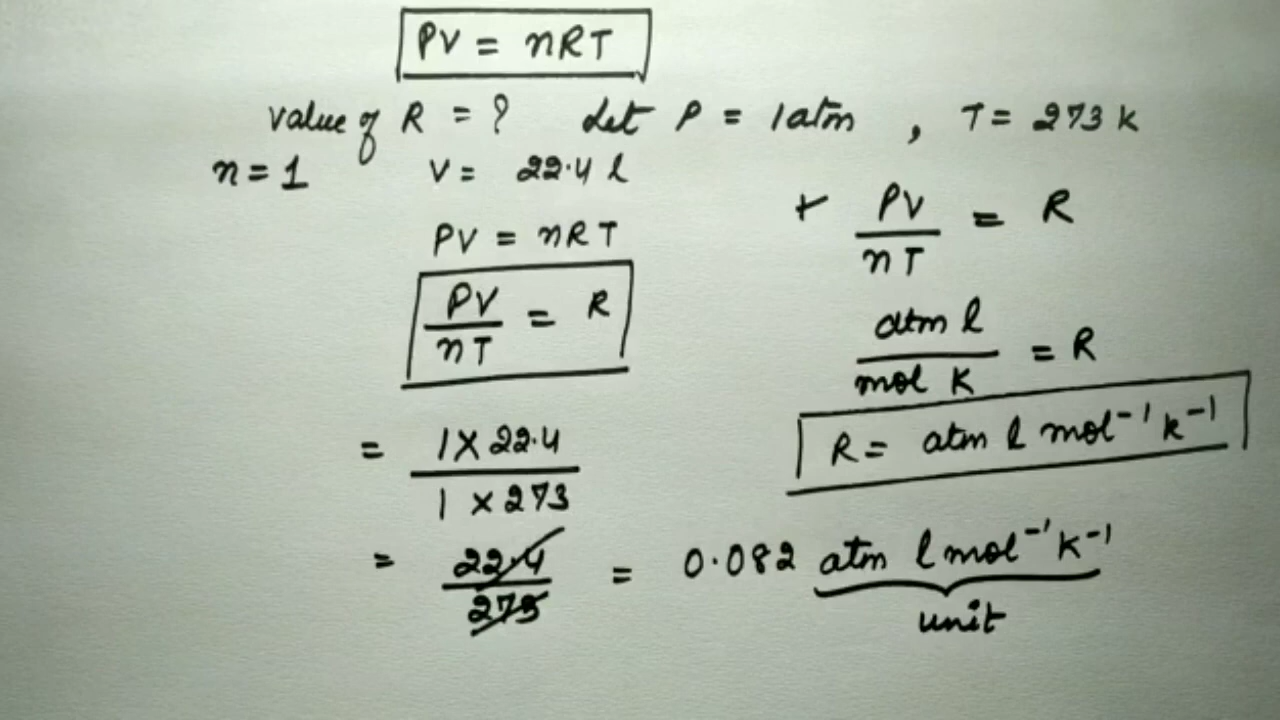 PV = nRT
value of R = ? Let P = 1atm , T = 273 k
n = 1 V = 22.4 l
PV = nRT
PV/nT = R
= 1 X 22.4 / 1 x 273
= 22.4/273 = 0.082 atm l mol⁻¹ K⁻¹
unit
+ PV/nT = R
atm l / mol K = R
R = atm l mol⁻¹ k⁻¹